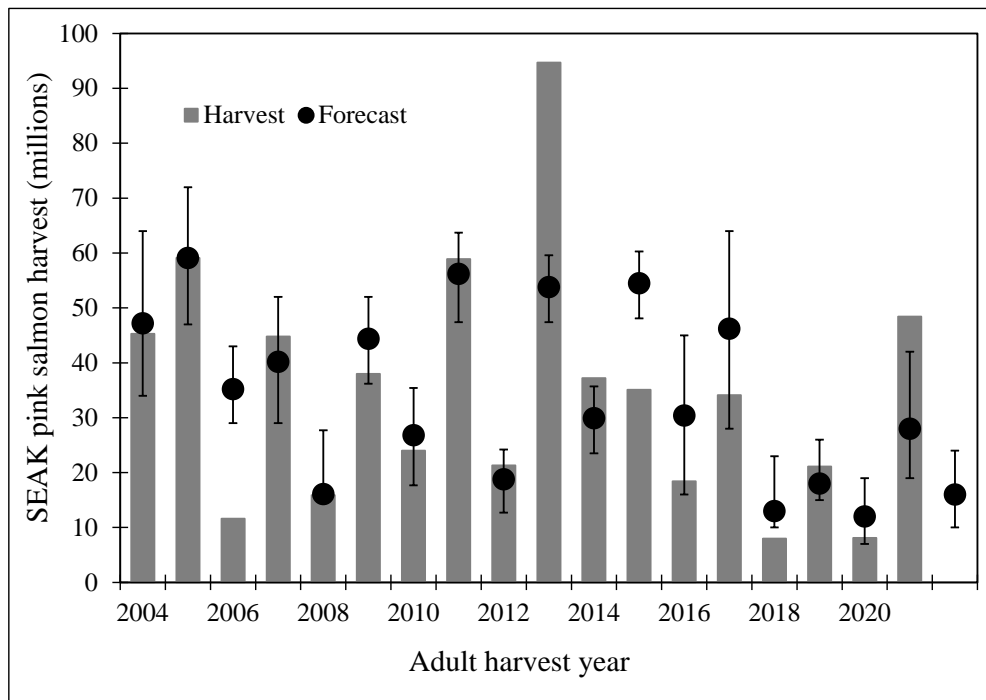 SEAK pink salmon harvest (millions)
100
90
80
70
60
50
40
30
20
10
0
Harvest Forecast
2004 2006 2008 2010 2012 2014 2016 2018 2020
Adult harvest year